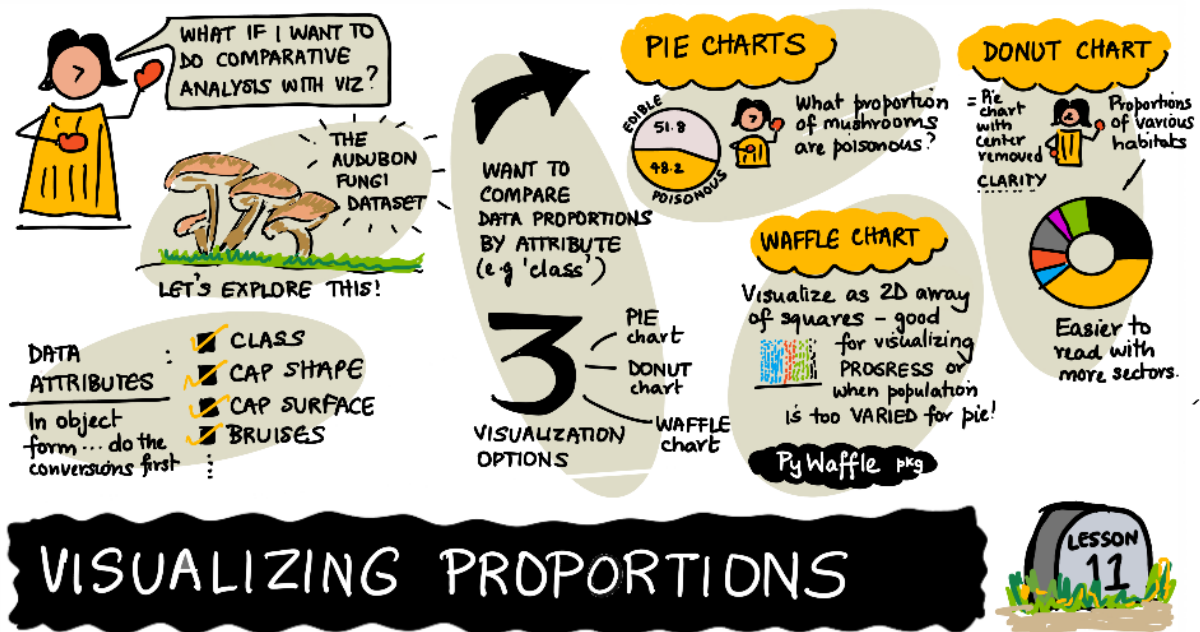 WHAT IF I WANT TO
DO COMPARATIVE
ANALYSIS WITH VIZ?
THE
AUDUBON
FUNGI
DATASET
LET'S EXPLORE THIS!
DATA
ATTRIBUTES
:
In object
form... do the
conversions first
CLASS
CAP SHAPE
CAP SURFACE
BRUISES
⋮
WANT TO
COMPARE
DATA PROPORTIONS
BY ATTRIBUTE
(e.g 'class')
3
VISUALIZATION
OPTIONS
PIE
chart
DONUT
chart
WAFFLE
chart
PIE CHARTS
EDIBLE
51.8
48.2
POISONOUS
What proportion
of mushrooms
are poisonous?
WAFFLE CHART
Visualize as 2D array
of squares – good
for visualizing
PROGRESS or
when population
is too VARIED for pie!
PyWaffle pkg
DONUT CHART
= Pie
chart
with
center
removed
CLARITY
Proportions
of various
habitats
Easier to
read with
more sectors.
VISUALIZING PROPORTIONS
LESSON
11